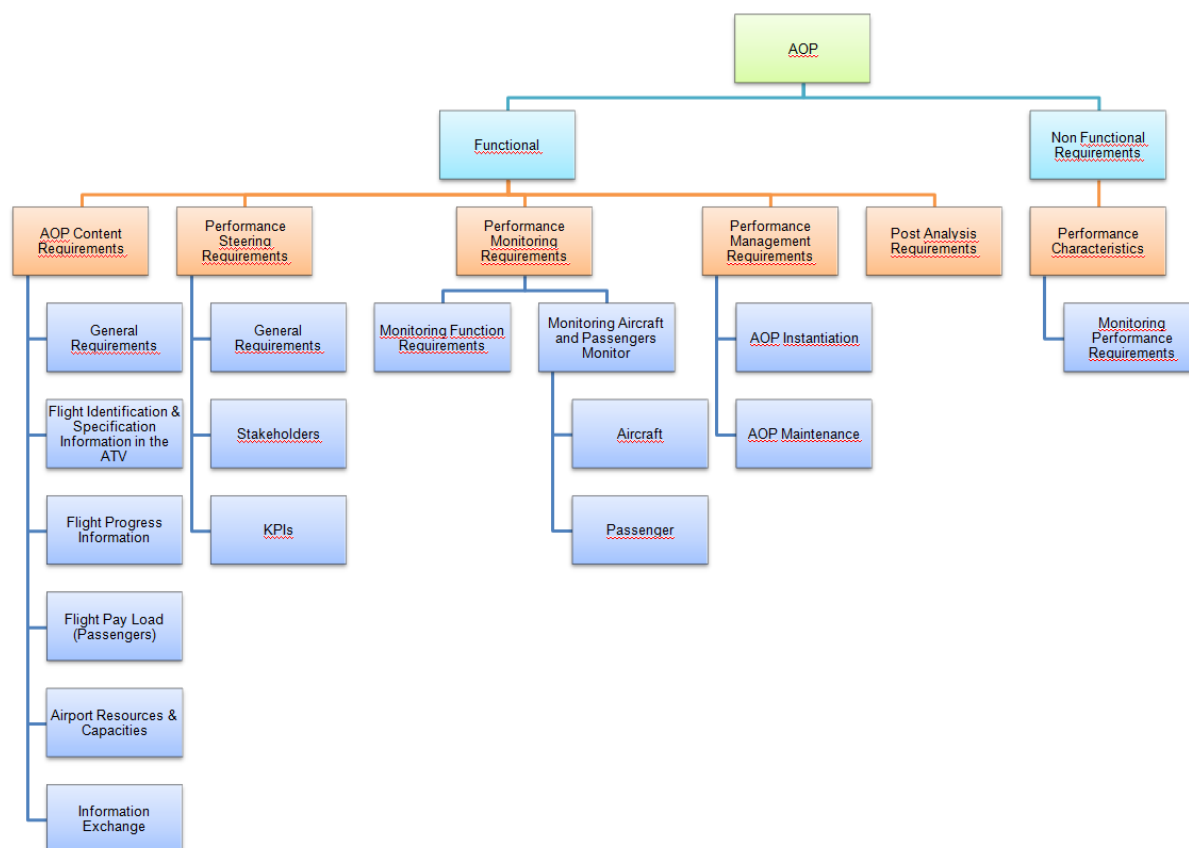 AOP
Functional
Non Functional
Requirements
AOP Content
Requirements
Performance
Steering
Requirements
Performance
Monitoring
Requirements
Performance
Management
Requirements
Post Analysis
Requirements
Performance
Characteristics
General
Requirements
Flight Identification &
Specification
Information in the
ATV
Flight Progress
Information
Flight Pay Load
(Passengers)
Airport Resources &
Capacities
Information
Exchange
General
Requirements
Stakeholders
KPIs
Monitoring Function
Requirements
Monitoring Aircraft
and Passengers
Monitor
Aircraft
Passenger
AOP Instantiation
AOP Maintenance
Monitoring
Performance
Requirements